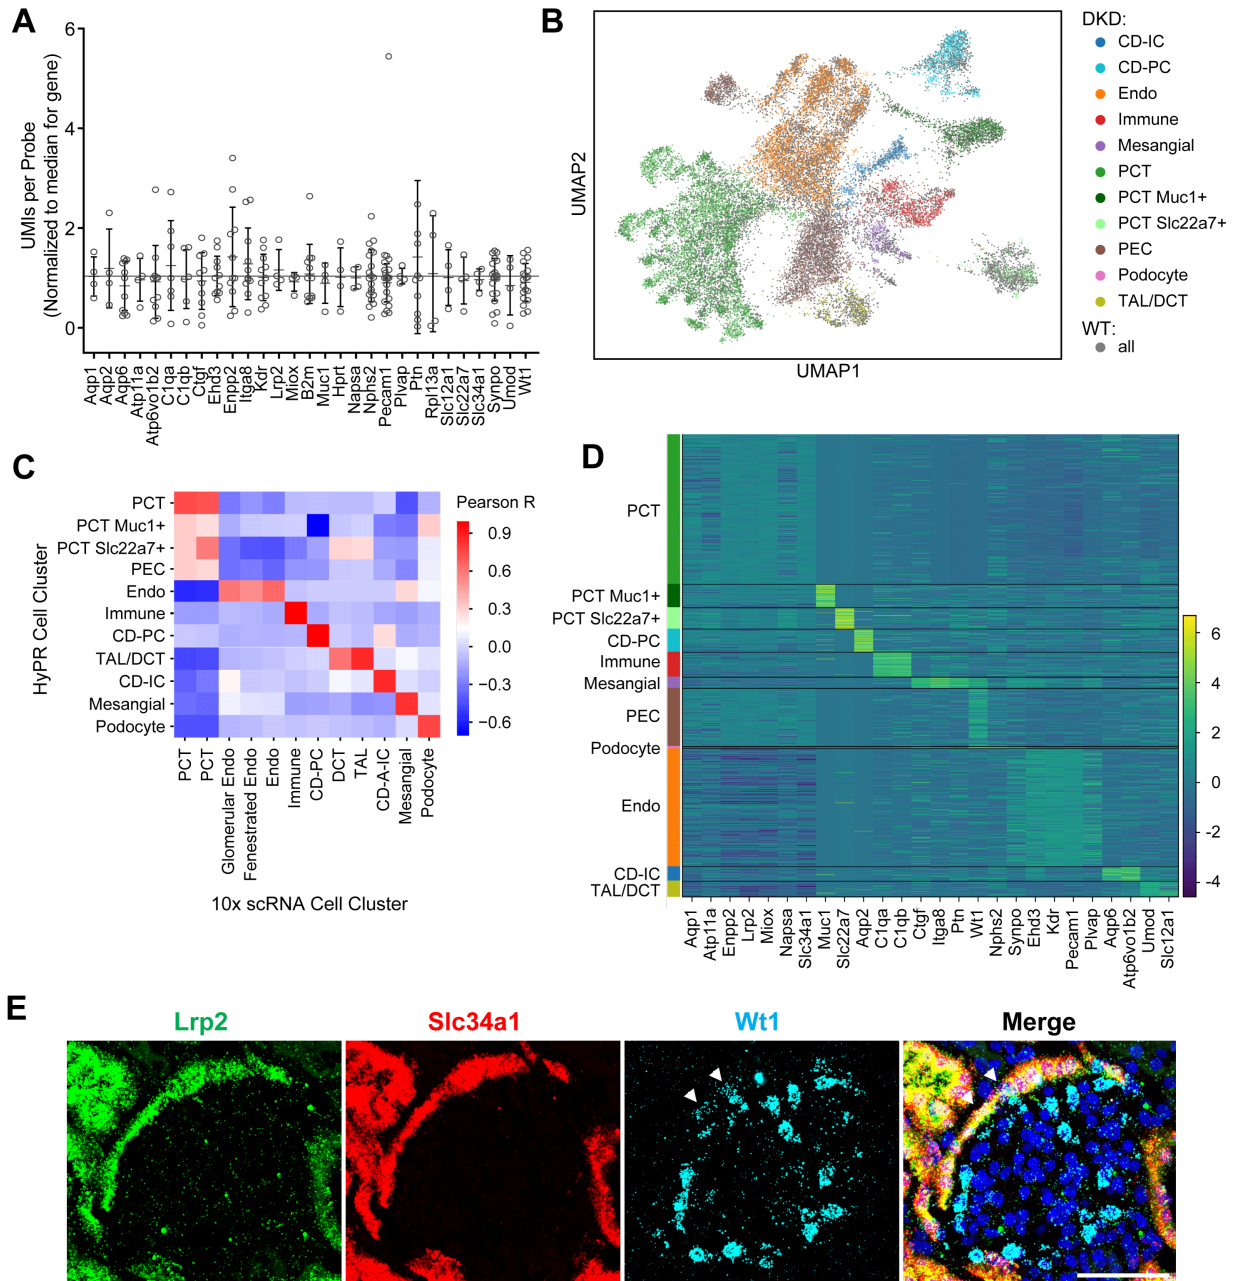 A
UMIs per Probe
(Normalized to median for gene)
6
4
2
0
Aqp1
Aqp2
Aqp6
Atp11a
Atp6vo1b2
C1qa
C1qb
Ctgf
Ehd3
Enpp2
Itga8
Kdr
Lrp2
Miox
B2m
Muc1
Hprt
Napsa
Nphs2
Pecam1
Plvap
Ptn
Rpl13a
Slc12a1
Slc22a7
Slc34a1
Synpo
Umod
Wt1
B
UMAP2
UMAP1
DKD:
CD-IC
CD-PC
Endo
Immune
Mesangial
PCT
PCT Muc1+
PCT Slc22a7+
PEC
Podocyte
TAL/DCT
WT:
all
C
HyPR Cell Cluster
PCT
PCT Muc1+
PCT Slc22a7+
PEC
Endo
Immune
CD-PC
TAL/DCT
CD-IC
Mesangial
Podocyte
PCT
PCT
Glomerular Endo
Fenestrated Endo
Endo
Immune
CD-PC
DCT
TAL
CD-A-IC
Mesangial
Podocyte
10x scRNA Cell Cluster
Pearson R
0.9
0.6
0.3
0.0
−0.3
−0.6
D
PCT
PCT Muc1+
PCT Slc22a7+
CD-PC
Immune
Mesangial
PEC
Podocyte
Endo
CD-IC
TAL/DCT
Aqp1
Atp11a
Enpp2
Lrp2
Miox
Napsa
Slc34a1
Muc1
Slc22a7
Aqp2
C1qa
C1qb
Ctgf
Itga8
Ptn
Wt1
Nphs2
Synpo
Ehd3
Kdr
Pecam1
Plvap
Aqp6
Atp6vo1b2
Umod
Slc12a1
6
4
2
0
-2
-4
E
Lrp2
Slc34a1
Wt1
Merge